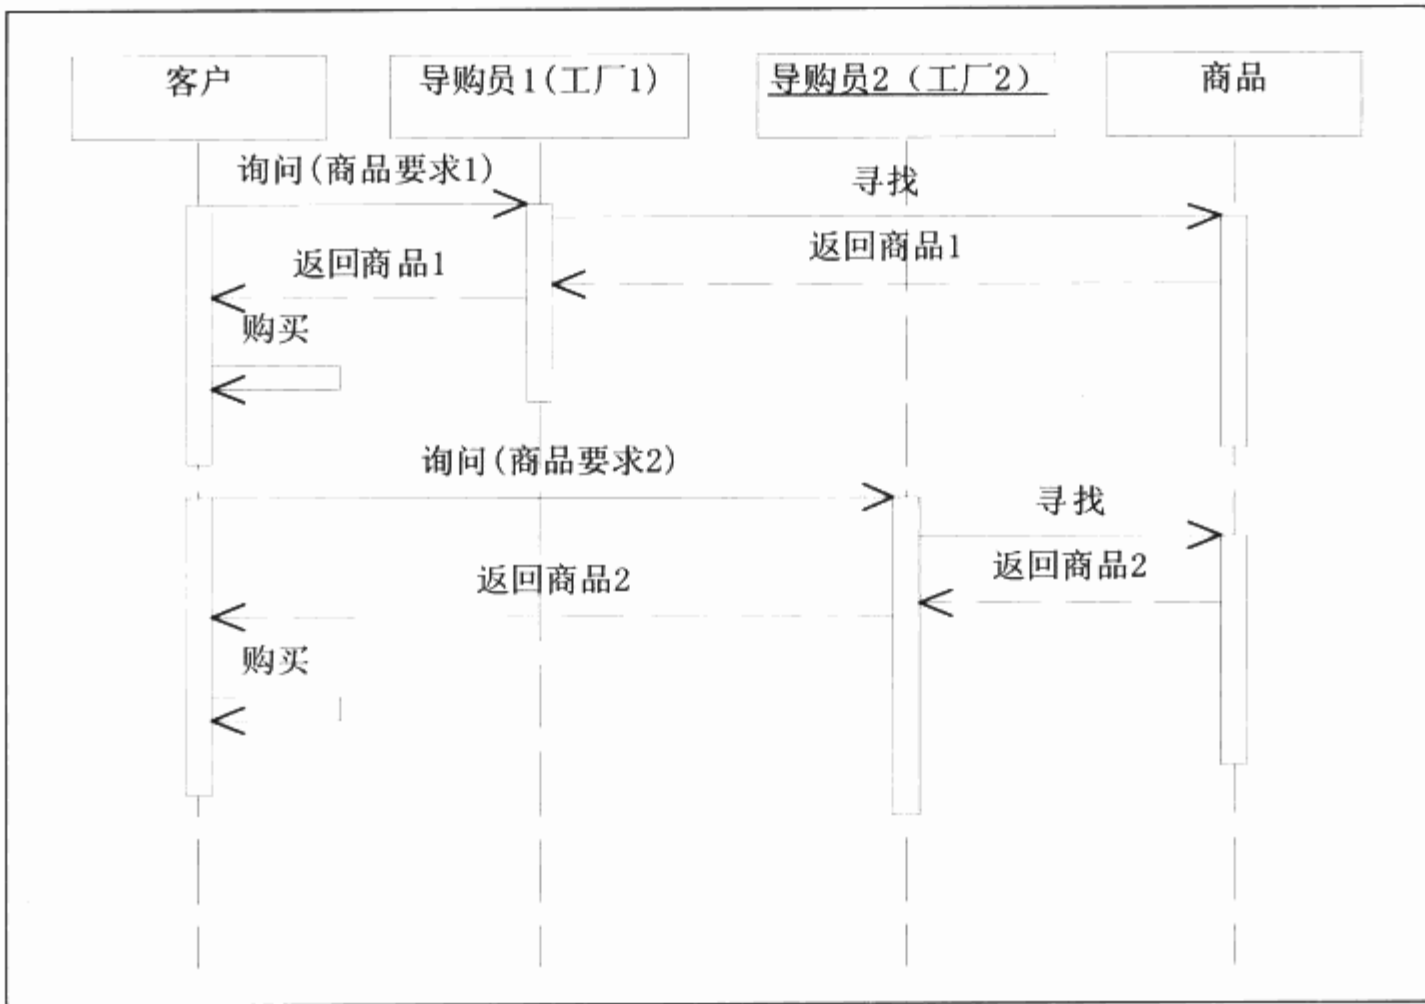 客户
导购员1(工厂1)
导购员2（工厂2）
商品
询问(商品要求1)
寻找
返回商品1
返回商品1
购买
询问(商品要求2)
寻找
返回商品2
返回商品2
购买